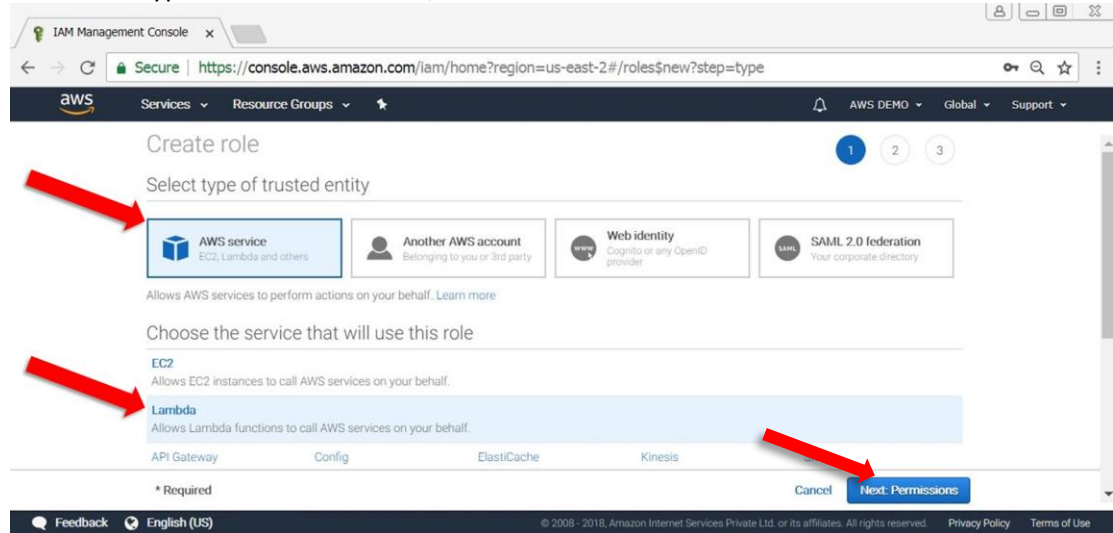 IAM Management Console x
Secure | https://console.aws.amazon.com/iam/home?region=us-east-2#/roles$new?step=type
aws Services Resource Groups AWS DEMO Global Support
Create role 1 2 3
Select type of trusted entity
AWS service
EC2, Lambda and others
Another AWS account
Belonging to you or 3rd party
www
Web identity
Cognito or any OpenID
provider
SAML
SAML 2.0 federation
Your corporate directory
Allows AWS services to perform actions on your behalf. Learn more
Choose the service that will use this role
EC2
Allows EC2 instances to call AWS services on your behalf.
Lambda
Allows Lambda functions to call AWS services on your behalf.
API Gateway Config ElastiCache Kinesis
* Required Cancel Next: Permissions
Feedback English (US) © 2008 - 2018, Amazon Internet Services Private Ltd. or its affiliates. All rights reserved. Privacy Policy Terms of Use